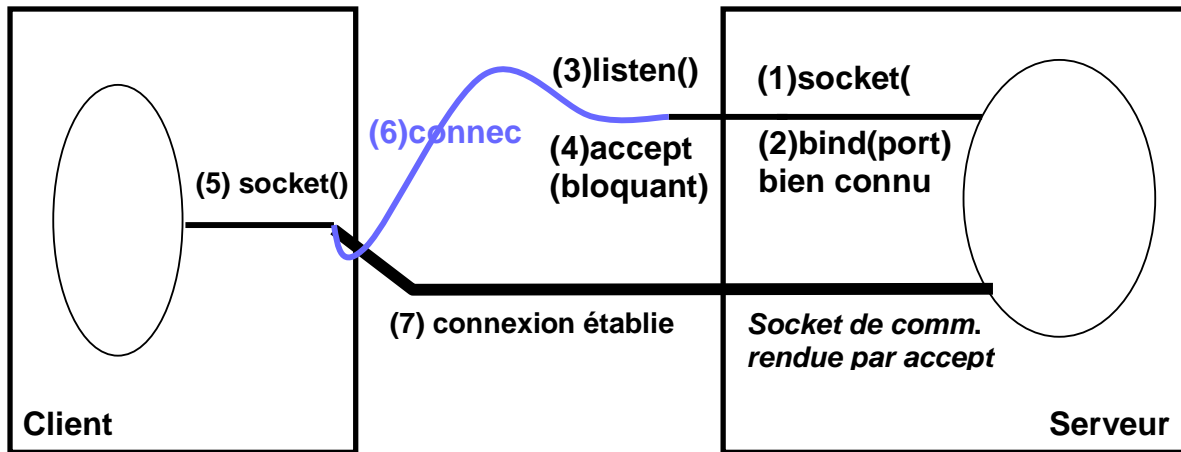 (3)listen()
(1)socket(
(6)connec
(4)accept
(bloquant)
(2)bind(port)
bien connu
(5) socket()
(7) connexion établie
Socket de comm.
rendue par accept
Client
Serveur